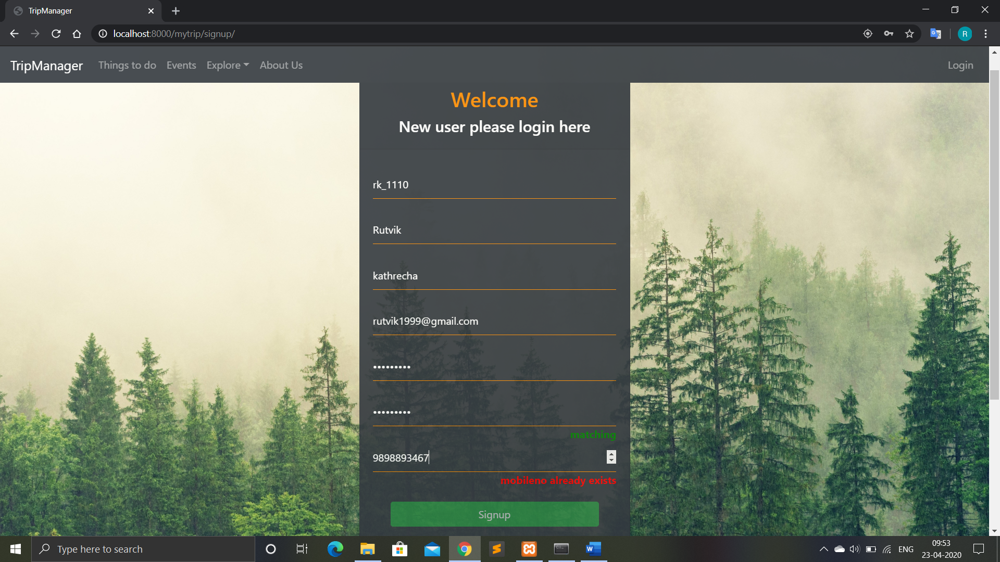 TripManager
localhost:8000/mytrip/signup/
R
TripManager Things to do Events Explore About Us Login
Welcome
New user please login here
rk_1110
Rutvik
kathrecha
rutvik1999@gmail.com
•••••••••
•••••••••
matching
9898893467
mobileno already exists
Signup
Type here to search
ENG
09:53
23-04-2020